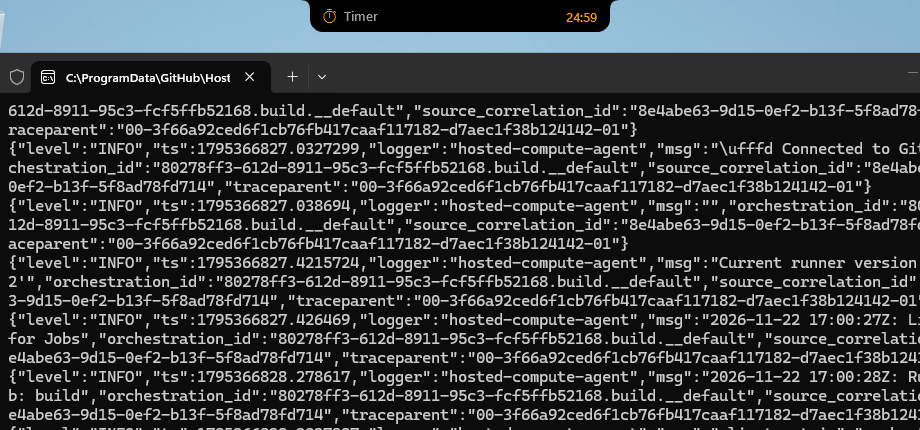 Timer 24:59
C:\ProgramData\GitHub\Host
612d-8911-95c3-fcf5ffb52168.build.__default","source_correlation_id":"8e4abe63-9d15-0ef2-b13f-5f8ad78
raceparent":"00-3f66a92ced6f1cb76fb417caaf117182-d7aec1f38b124142-01"}
{"level":"INFO","ts":1795366827.0327299,"logger":"hosted-compute-agent","msg":"\ufffd Connected to Git
chestration_id":"80278ff3-612d-8911-95c3-fcf5ffb52168.build.__default","source_correlation_id":"8e4abe
0ef2-b13f-5f8ad78fd714","traceparent":"00-3f66a92ced6f1cb76fb417caaf117182-d7aec1f38b124142-01"}
{"level":"INFO","ts":1795366827.038694,"logger":"hosted-compute-agent","msg":"","orchestration_id":"80
12d-8911-95c3-fcf5ffb52168.build.__default","source_correlation_id":"8e4abe63-9d15-0ef2-b13f-5f8ad78fd
aceparent":"00-3f66a92ced6f1cb76fb417caaf117182-d7aec1f38b124142-01"}
{"level":"INFO","ts":1795366827.4215724,"logger":"hosted-compute-agent","msg":"Current runner version
2'","orchestration_id":"80278ff3-612d-8911-95c3-fcf5ffb52168.build.__default","source_correlation_id"
3-9d15-0ef2-b13f-5f8ad78fd714","traceparent":"00-3f66a92ced6f1cb76fb417caaf117182-d7aec1f38b124142-01"
{"level":"INFO","ts":1795366827.426469,"logger":"hosted-compute-agent","msg":"2026-11-22 17:00:27Z: Li
for Jobs","orchestration_id":"80278ff3-612d-8911-95c3-fcf5ffb52168.build.__default","source_correlatio
e4abe63-9d15-0ef2-b13f-5f8ad78fd714","traceparent":"00-3f66a92ced6f1cb76fb417caaf117182-d7aec1f38b1241
{"level":"INFO","ts":1795366828.278617,"logger":"hosted-compute-agent","msg":"2026-11-22 17:00:28Z: Ru
b: build","orchestration_id":"80278ff3-612d-8911-95c3-fcf5ffb52168.build.__default","source_correlatio
e4abe63-9d15-0ef2-b13f-5f8ad78fd714","traceparent":"00-3f66a92ced6f1cb76fb417caaf117182-d7aec1f38b1241